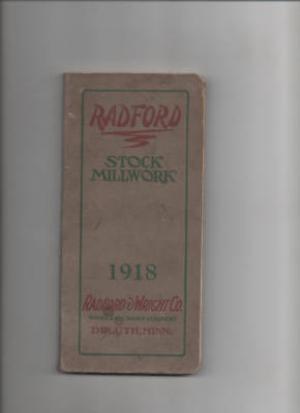 RADFORD
STOCK
MILLWORK
1918
RADFORD & WRIGHT CO.
DULUTH, MINN.